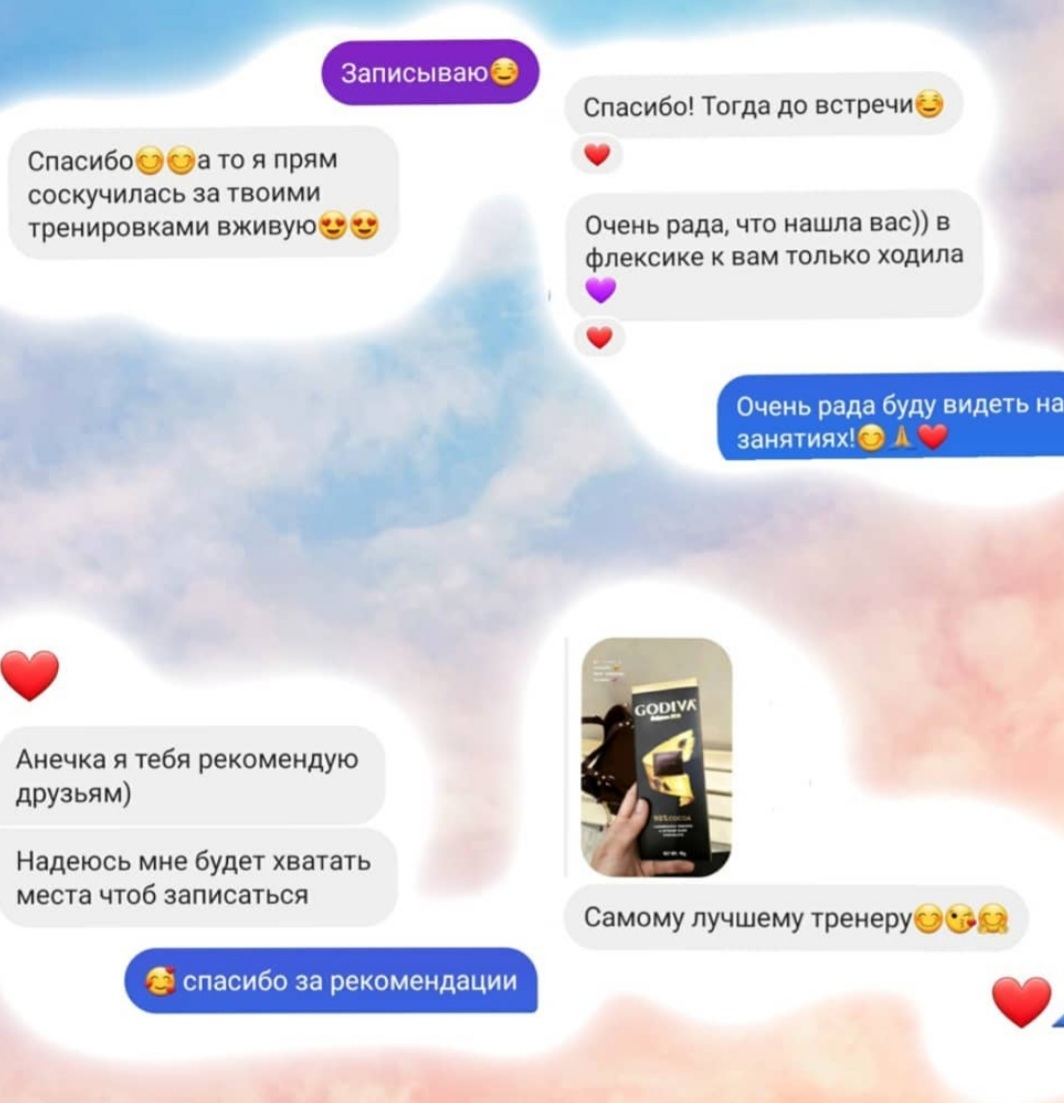 Записываю☺️
Спасибо😊😊а то я прям
соскучилась за твоими
тренировками вживую😍😍
Спасибо! Тогда до встречи☺️
❤️
Очень рада, что нашла вас)) в
флексике к вам только ходила
💜
❤️
Очень рада буду видеть на
занятиях!😊🙏❤️
❤️
Анечка я тебя рекомендую
друзьям)
Надеюсь мне будет хватать
места чтоб записаться
🥰 спасибо за рекомендации
GODIVA
Самому лучшему тренеру😊😘🤗
❤️